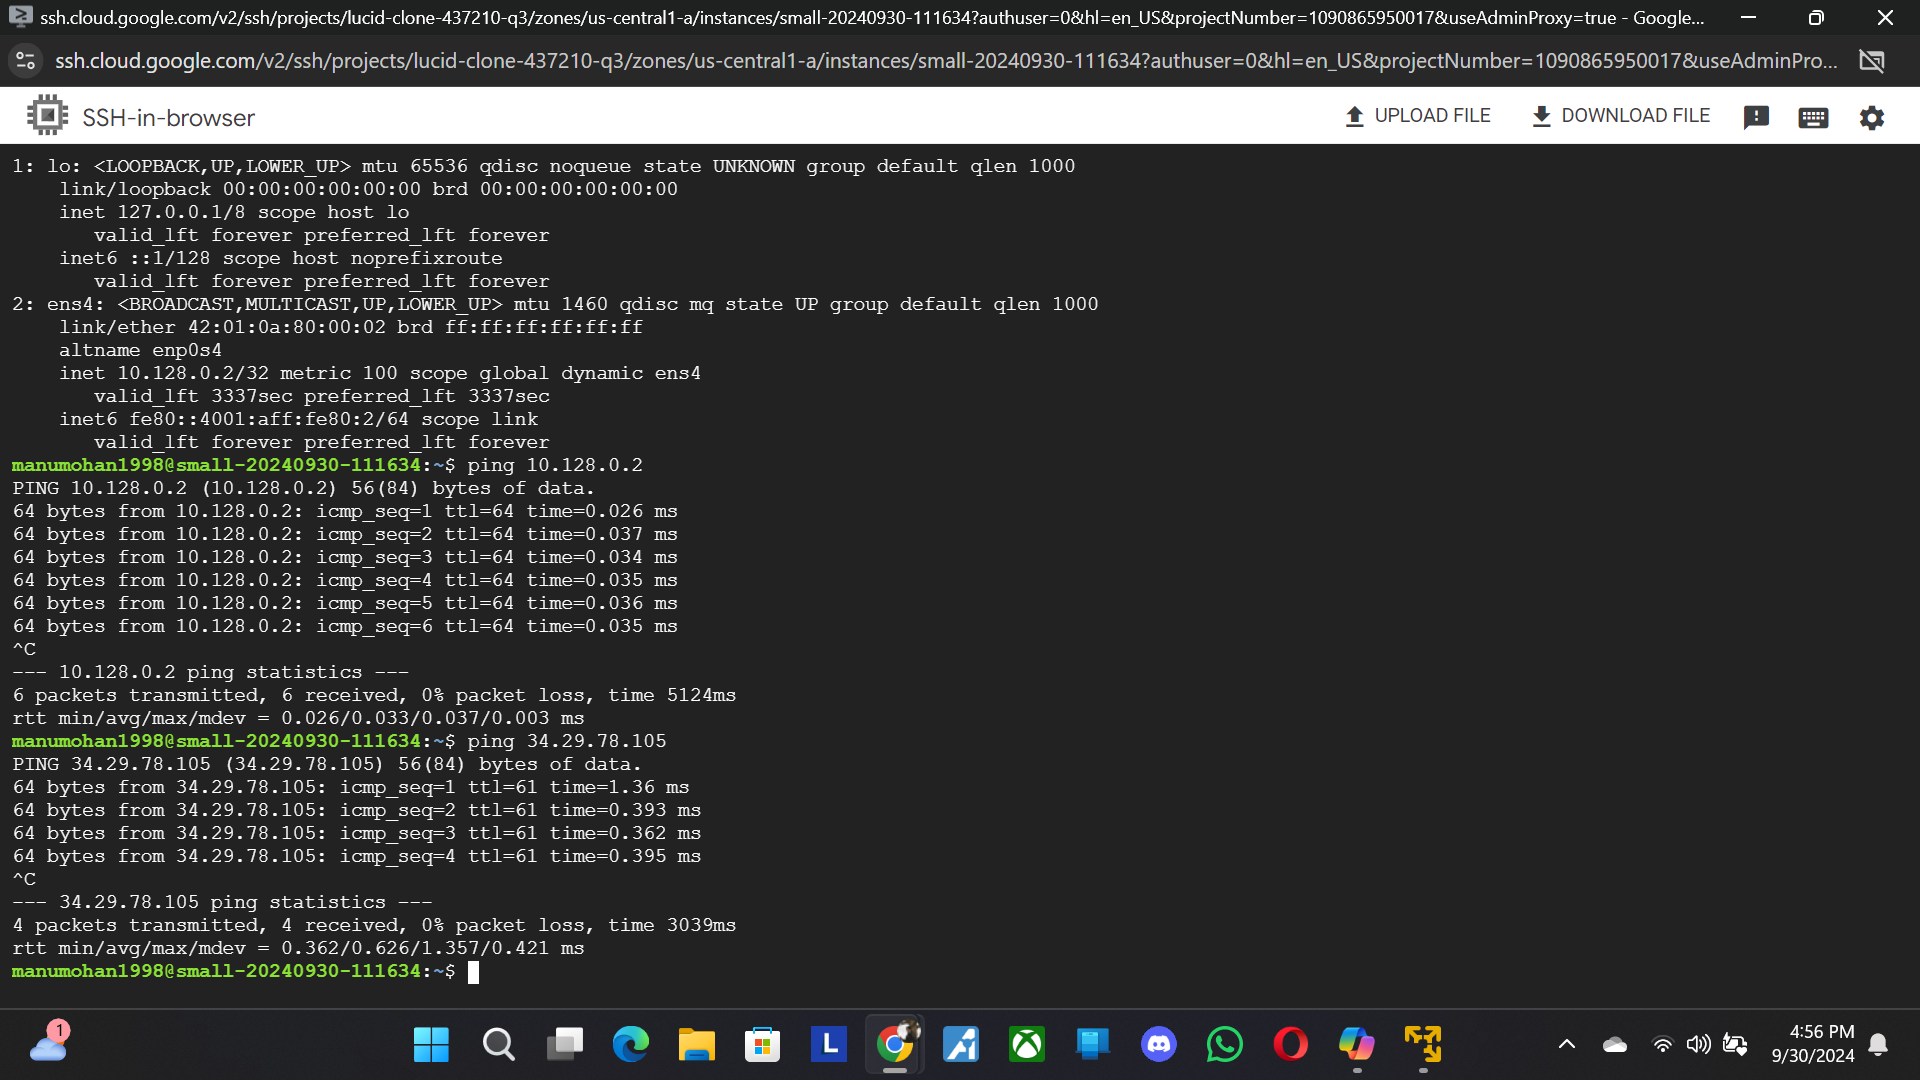 ssh.cloud.google.com/v2/ssh/projects/lucid-clone-437210-q3/zones/us-central1-a/instances/small-20240930-111634?authuser=0&hl=en_US&projectNumber=1090865950017&useAdminProxy=true - Google...
ssh.cloud.google.com/v2/ssh/projects/lucid-clone-437210-q3/zones/us-central1-a/instances/small-20240930-111634?authuser=0&hl=en_US&projectNumber=1090865950017&useAdminPro...
SSH-in-browser UPLOAD FILE DOWNLOAD FILE
1: lo: <LOOPBACK,UP,LOWER_UP> mtu 65536 qdisc noqueue state UNKNOWN group default qlen 1000
    link/loopback 00:00:00:00:00:00 brd 00:00:00:00:00:00
    inet 127.0.0.1/8 scope host lo
       valid_lft forever preferred_lft forever
    inet6 ::1/128 scope host noprefixroute
       valid_lft forever preferred_lft forever
2: ens4: <BROADCAST,MULTICAST,UP,LOWER_UP> mtu 1460 qdisc mq state UP group default qlen 1000
    link/ether 42:01:0a:80:00:02 brd ff:ff:ff:ff:ff:ff
    altname enp0s4
    inet 10.128.0.2/32 metric 100 scope global dynamic ens4
       valid_lft 3337sec preferred_lft 3337sec
    inet6 fe80::4001:aff:fe80:2/64 scope link
       valid_lft forever preferred_lft forever
manumohan1998@small-20240930-111634:~$ ping 10.128.0.2
PING 10.128.0.2 (10.128.0.2) 56(84) bytes of data.
64 bytes from 10.128.0.2: icmp_seq=1 ttl=64 time=0.026 ms
64 bytes from 10.128.0.2: icmp_seq=2 ttl=64 time=0.037 ms
64 bytes from 10.128.0.2: icmp_seq=3 ttl=64 time=0.034 ms
64 bytes from 10.128.0.2: icmp_seq=4 ttl=64 time=0.035 ms
64 bytes from 10.128.0.2: icmp_seq=5 ttl=64 time=0.036 ms
64 bytes from 10.128.0.2: icmp_seq=6 ttl=64 time=0.035 ms
^C
--- 10.128.0.2 ping statistics ---
6 packets transmitted, 6 received, 0% packet loss, time 5124ms
rtt min/avg/max/mdev = 0.026/0.033/0.037/0.003 ms
manumohan1998@small-20240930-111634:~$ ping 34.29.78.105
PING 34.29.78.105 (34.29.78.105) 56(84) bytes of data.
64 bytes from 34.29.78.105: icmp_seq=1 ttl=61 time=1.36 ms
64 bytes from 34.29.78.105: icmp_seq=2 ttl=61 time=0.393 ms
64 bytes from 34.29.78.105: icmp_seq=3 ttl=61 time=0.362 ms
64 bytes from 34.29.78.105: icmp_seq=4 ttl=61 time=0.395 ms
^C
--- 34.29.78.105 ping statistics ---
4 packets transmitted, 4 received, 0% packet loss, time 3039ms
rtt min/avg/max/mdev = 0.362/0.626/1.357/0.421 ms
manumohan1998@small-20240930-111634:~$
1
L
4:56 PM
9/30/2024